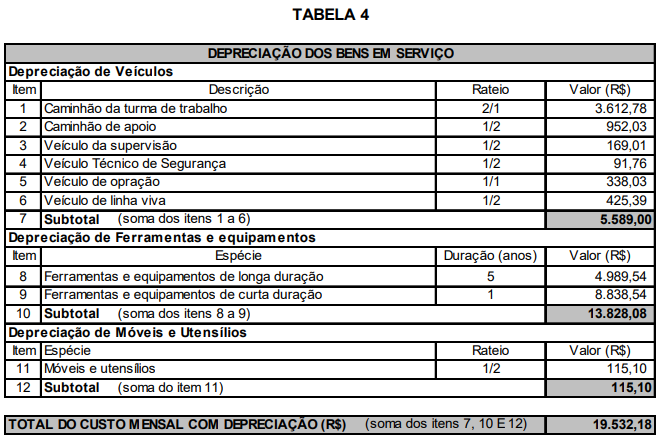 TABELA 4
DEPRECIAÇÃO DOS BENS EM SERVIÇO
Depreciação de Veículos
Item Descrição Rateio Valor (R$)
1 Caminhão da turma de trabalho 2/1 3.612,78
2 Caminhão de apoio 1/2 952,03
3 Veículo da supervisão 1/2 169,01
4 Veículo Técnico de Segurança 1/2 91,76
5 Veículo de opração 1/1 338,03
6 Veículo de linha viva 1/2 425,39
7 Subtotal (soma dos itens 1 a 6) 5.589,00
Depreciação de Ferramentas e equipamentos
Item Espécie Duração (anos) Valor (R$)
8 Ferramentas e equipamentos de longa duração 5 4.989,54
9 Ferramentas e equipamentos de curta duração 1 8.838,54
10 Subtotal (soma dos itens 8 a 9) 13.828,08
Depreciação de Móveis e Utensílios
Item Espécie Rateio Valor (R$)
11 Móveis e utensílios 1/2 115,10
12 Subtotal (soma do item 11) 115,10
TOTAL DO CUSTO MENSAL COM DEPRECIAÇÃO (R$) (soma dos itens 7, 10 E 12) 19.532,18